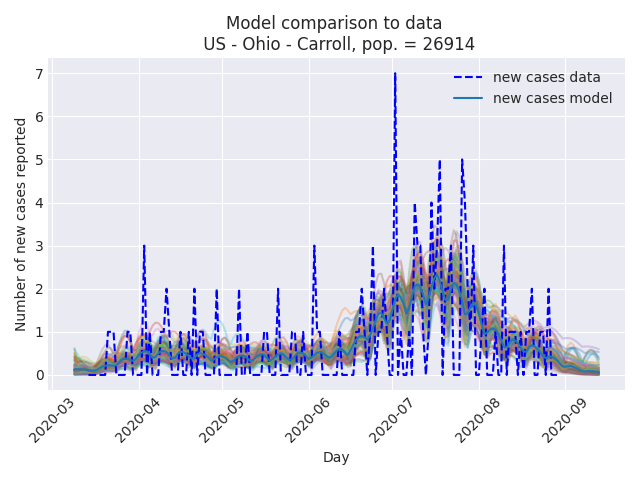 Model comparison to data
US - Ohio - Carroll, pop. = 26914
new cases data
new cases model
Number of new cases reported
7
6
5
4
3
2
1
0
2020-03
2020-04
2020-05
2020-06
2020-07
2020-08
2020-09
Day